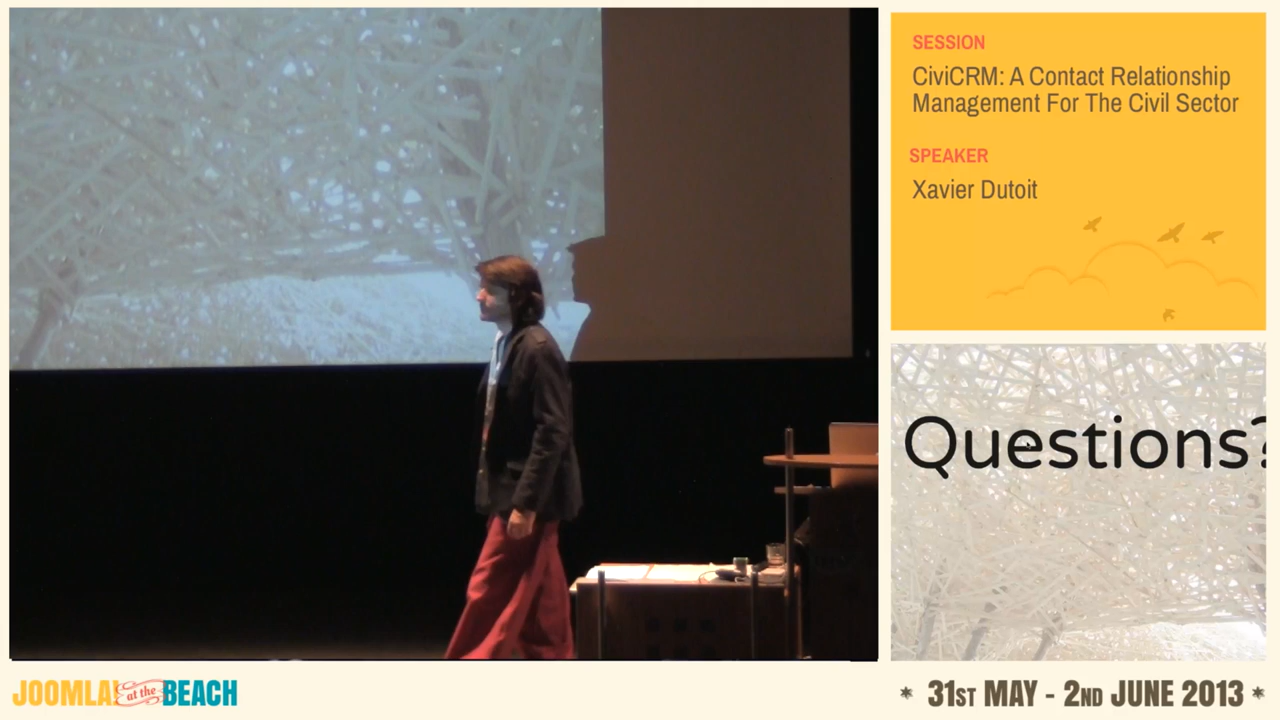 SESSION
CiviCRM: A Contact Relationship
Management For The Civil Sector
SPEAKER
Xavier Dutoit
Questions?
JOOMLA! at the BEACH
* 31ST MAY - 2ND JUNE 2013 *